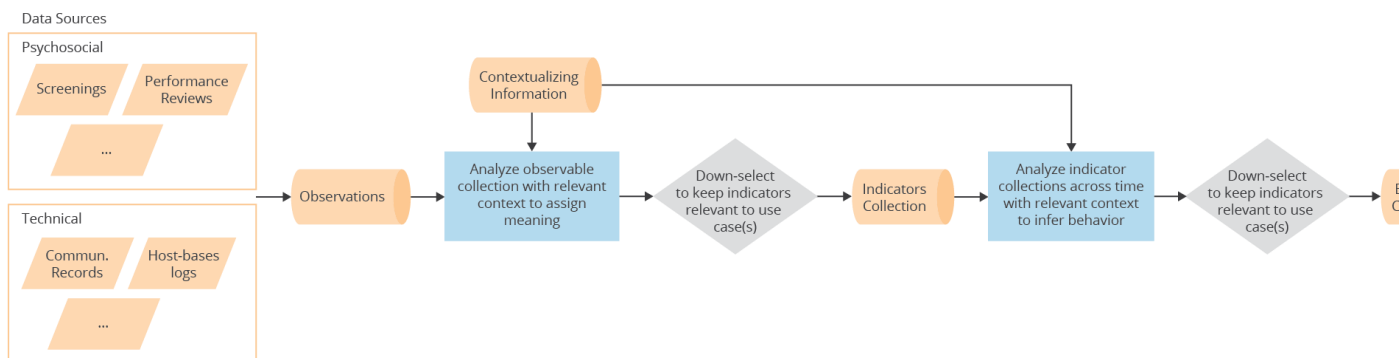 Data Sources
Psychosocial
Screenings
Performance
Reviews
...
Technical
Commun.
Records
Host-bases
logs
...
Observations
Contextualizing
Information
Analyze observable
collection with relevant
context to assign
meaning
Down-select
to keep indicators
relevant to use
case(s)
Indicators
Collection
Analyze indicator
collections across time
with relevant context
to infer behavior
Down-select
to keep indicators
relevant to use
case(s)